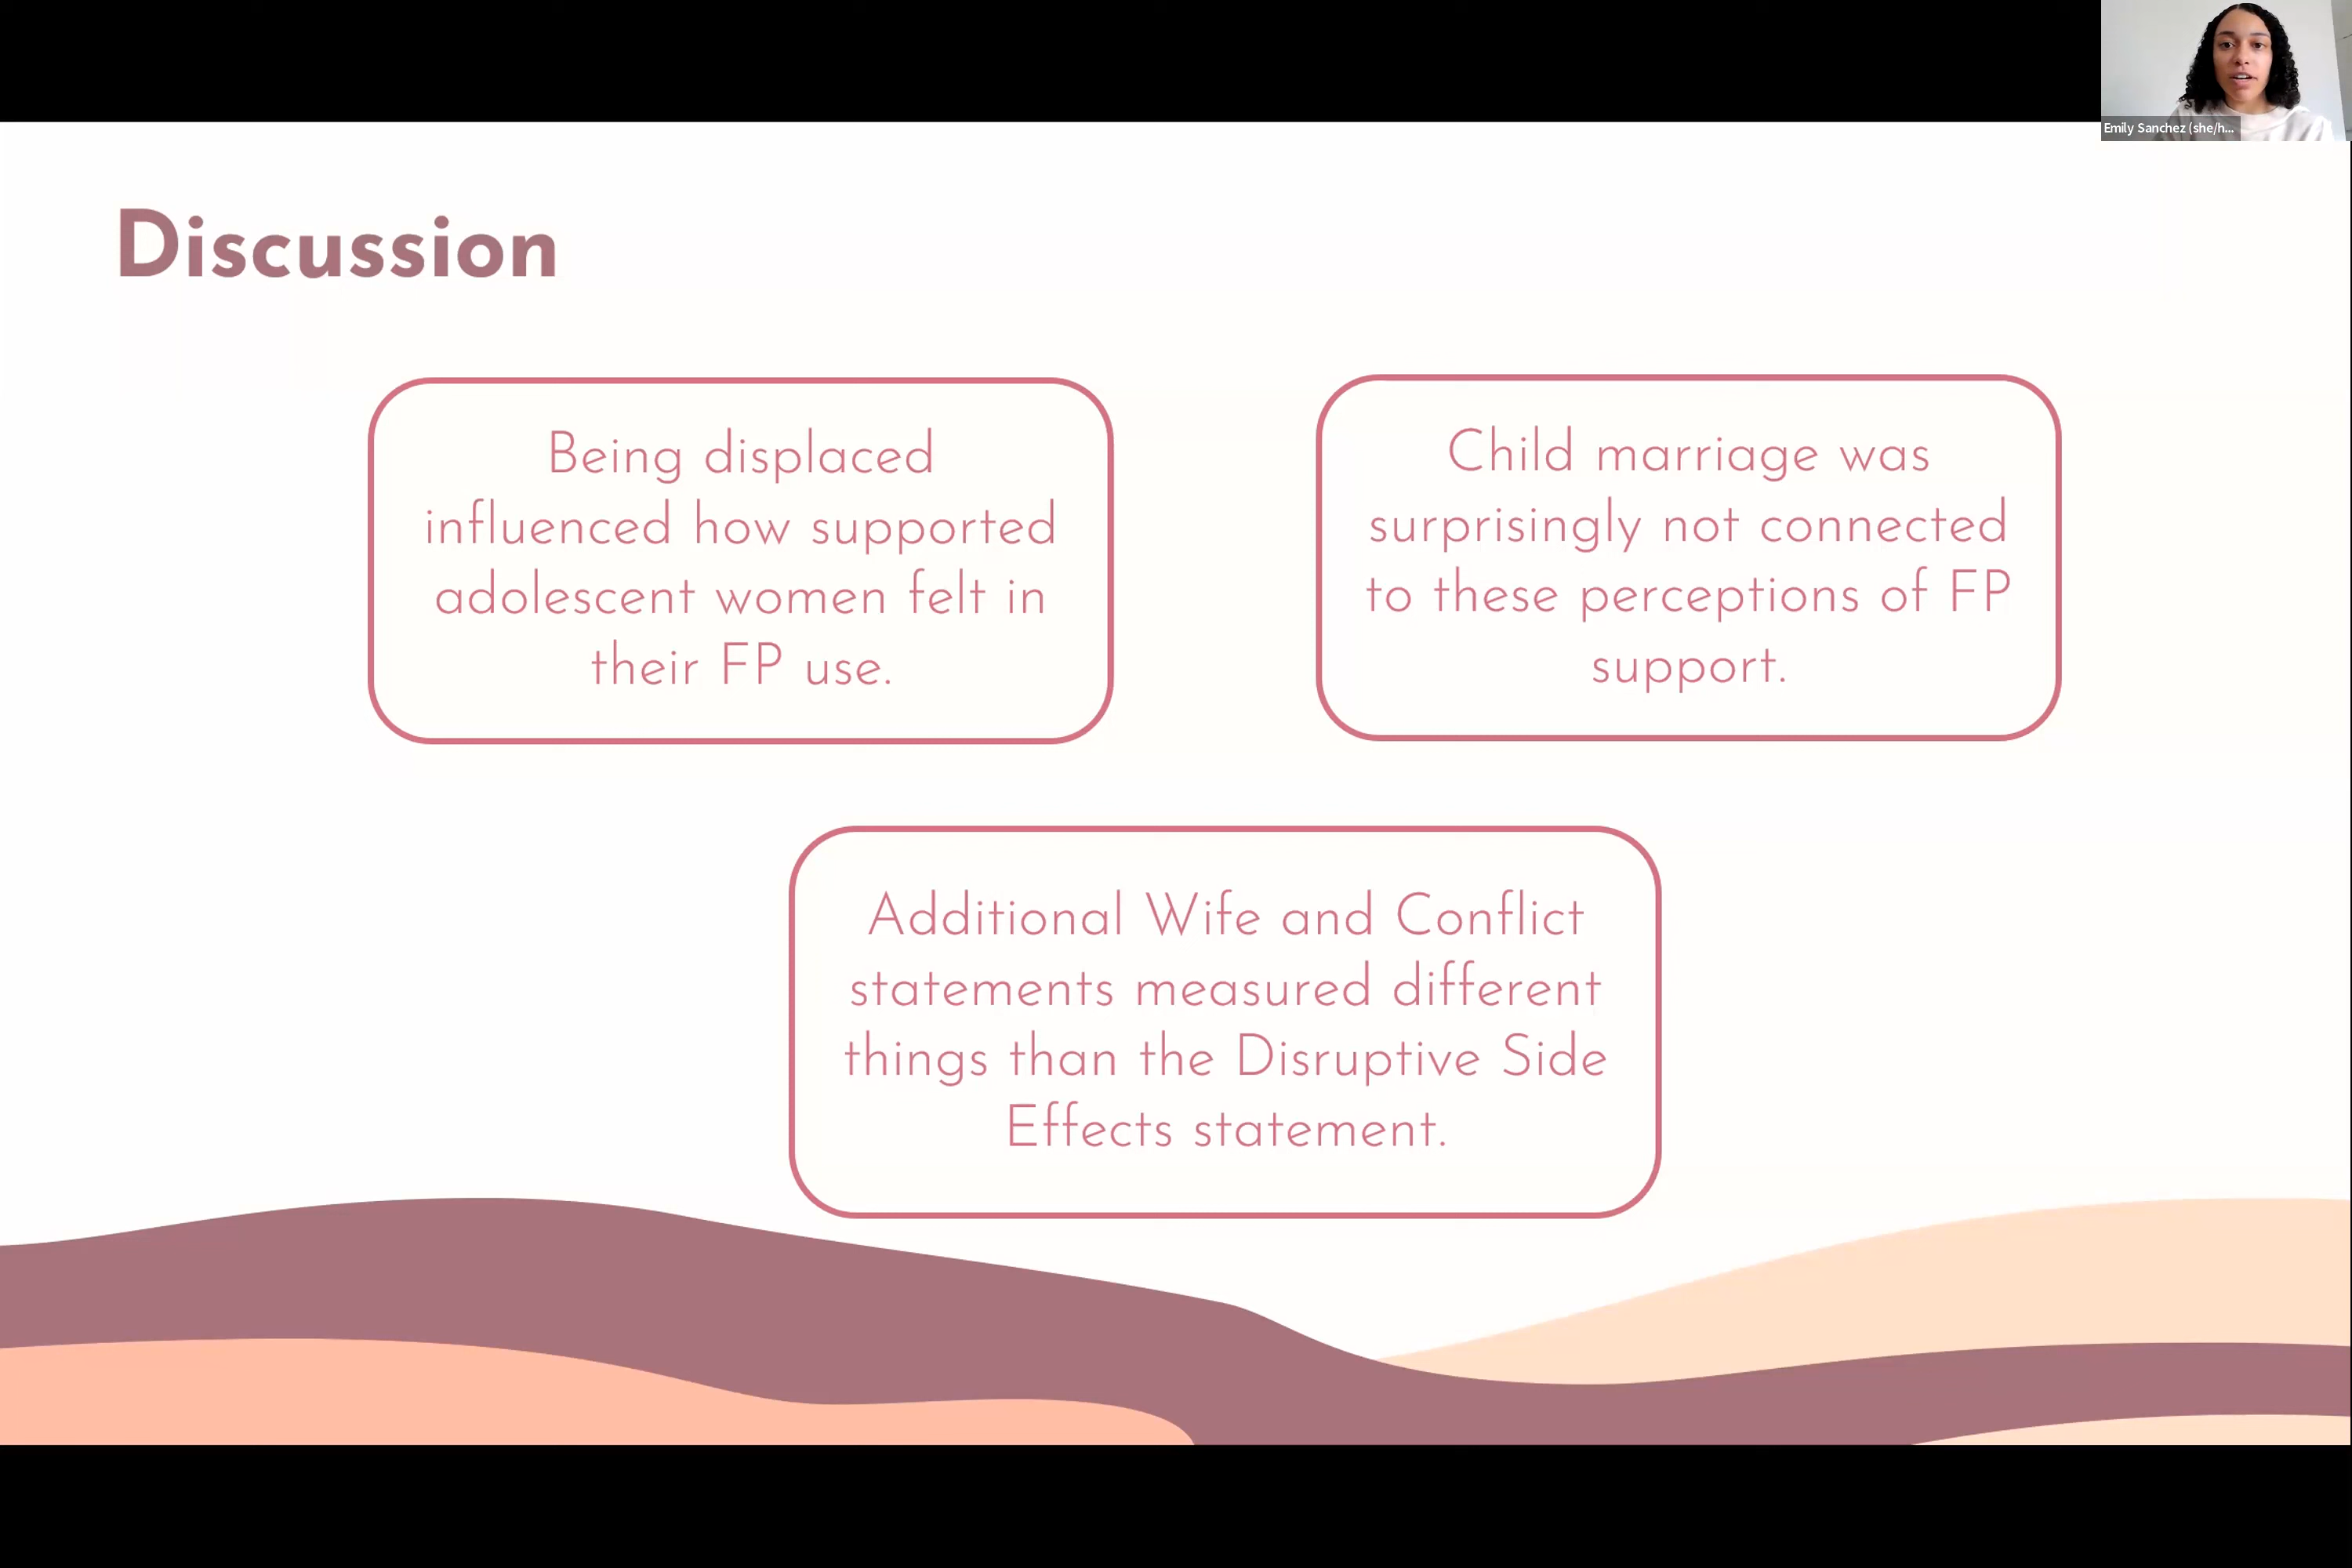 Emily Sanchez (she/h...
Discussion
Being displaced
influenced how supported
adolescent women felt in
their FP use.
Child marriage was
surprisingly not connected
to these perceptions of FP
support.
Additional Wife and Conflict
statements measured different
things than the Disruptive Side
Effects statement.